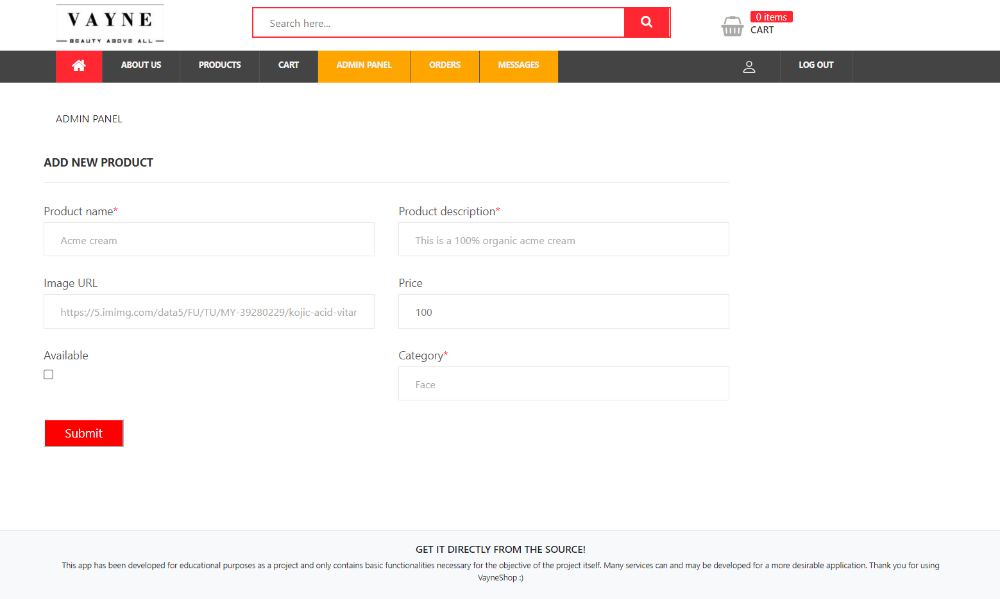 VAYNE
BEAUTY ABOVE ALL
Search here...
0 items
CART
ABOUT US
PRODUCTS
CART
ADMIN PANEL
ORDERS
MESSAGES
LOG OUT
ADMIN PANEL
ADD NEW PRODUCT
Product name*
Product description*
Acme cream
This is a 100% organic acme cream
Image URL
Price
https://5.imimg.com/data5/FU/TU/MY-39280229/kojic-acid-vitar
100
Available
Category*
Face
Submit
GET IT DIRECTLY FROM THE SOURCE!
This app has been developed for educational purposes as a project and only contains basic functionalities necessary for the objective of the project itself. Many services can and may be developed for a more desirable application. Thank you for using
VayneShop :)